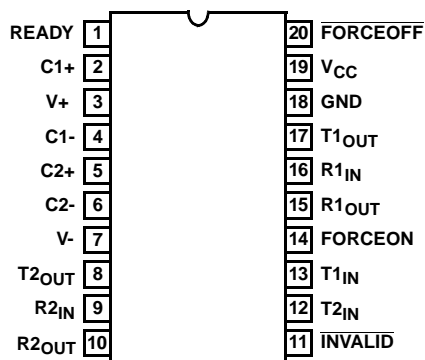 READY 1 20 FORCEOFF
C1+ 2 19 VCC
V+ 3 18 GND
C1- 4 17 T1OUT
C2+ 5 16 R1IN
C2- 6 15 R1OUT
V- 7 14 FORCEON
T2OUT 8 13 T1IN
R2IN 9 12 T2IN
R2OUT 10 11 INVALID